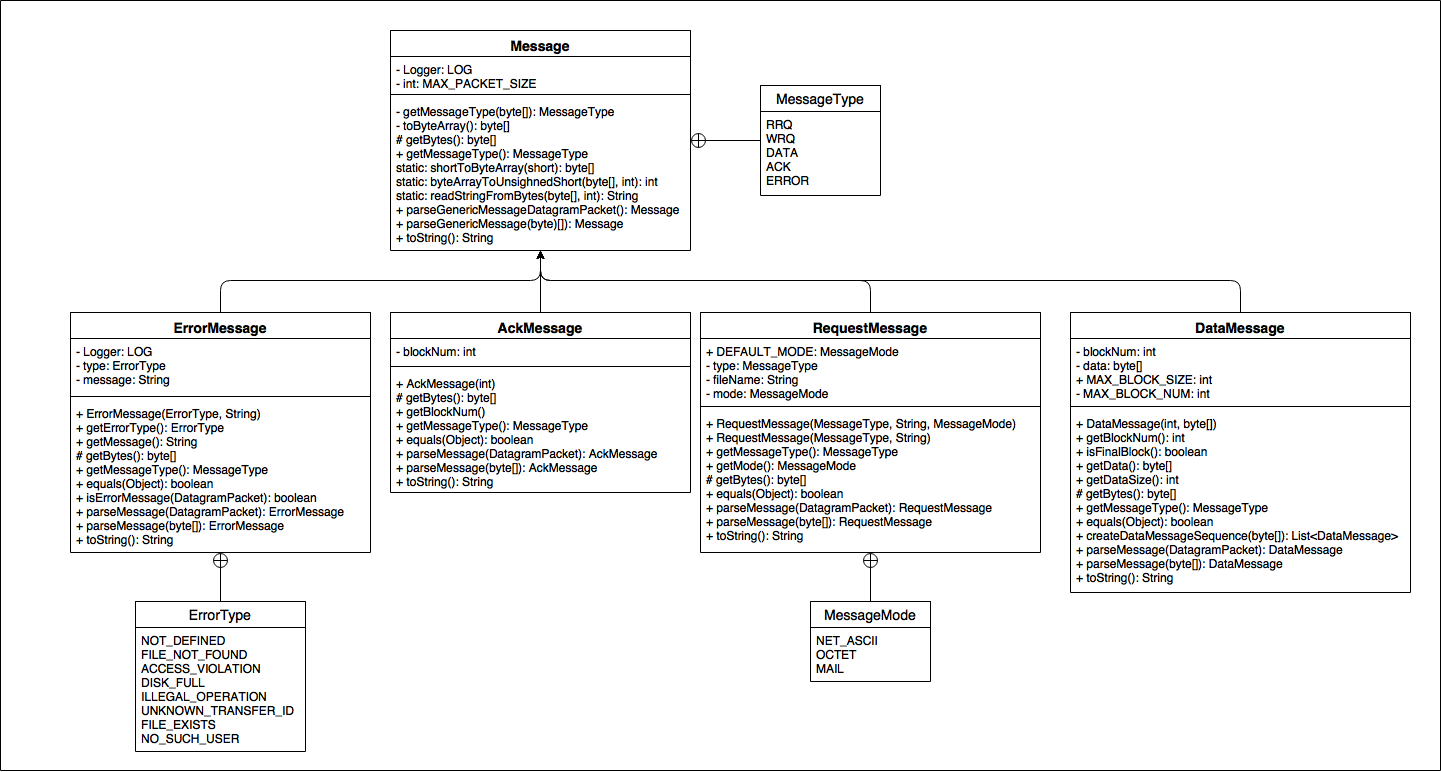 Message
- Logger: LOG
- int: MAX_PACKET_SIZE
- getMessageType(byte[]): MessageType
- toByteArray(): byte[]
# getBytes(): byte[]
+ getMessageType(): MessageType
static: shortToByteArray(short): byte[]
static: byteArrayToUnsighnedShort(byte[], int): int
static: readStringFromBytes(byte[], int): String
+ parseGenericMessageDatagramPacket(): Message
+ parseGenericMessage(byte)[]): Message
+ toString(): String
MessageType
RRQ
WRQ
DATA
ACK
ERROR
ErrorMessage
- Logger: LOG
- type: ErrorType
- message: String
+ ErrorMessage(ErrorType, String)
+ getErrorType(): ErrorType
+ getMessage(): String
# getBytes(): byte[]
+ getMessageType(): MessageType
+ equals(Object): boolean
+ isErrorMessage(DatagramPacket): boolean
+ parseMessage(DatagramPacket): ErrorMessage
+ parseMessage(byte[]): ErrorMessage
+ toString(): String
AckMessage
- blockNum: int
+ AckMessage(int)
# getBytes(): byte[]
+ getBlockNum()
+ getMessageType(): MessageType
+ equals(Object): boolean
+ parseMessage(DatagramPacket): AckMessage
+ parseMessage(byte[]): AckMessage
+ toString(): String
RequestMessage
+ DEFAULT_MODE: MessageMode
- type: MessageType
- fileName: String
- mode: MessageMode
+ RequestMessage(MessageType, String, MessageMode)
+ RequestMessage(MessageType, String)
+ getMessageType(): MessageType
+ getMode(): MessageMode
# getBytes(): byte[]
+ equals(Object): boolean
+ parseMessage(DatagramPacket): RequestMessage
+ parseMessage(byte[]): RequestMessage
+ toString(): String
DataMessage
- blockNum: int
- data: byte[]
+ MAX_BLOCK_SIZE: int
- MAX_BLOCK_NUM: int
+ DataMessage(int, byte[])
+ getBlockNum(): int
+ isFinalBlock(): boolean
+ getData(): byte[]
+ getDataSize(): int
# getBytes(): byte[]
+ getMessageType(): MessageType
+ equals(Object): boolean
+ createDataMessageSequence(byte[]): List<DataMessage>
+ parseMessage(DatagramPacket): DataMessage
+ parseMessage(byte[]): DataMessage
+ toString(): String
ErrorType
NOT_DEFINED
FILE_NOT_FOUND
ACCESS_VIOLATION
DISK_FULL
ILLEGAL_OPERATION
UNKNOWN_TRANSFER_ID
FILE_EXISTS
NO_SUCH_USER
MessageMode
NET_ASCII
OCTET
MAIL